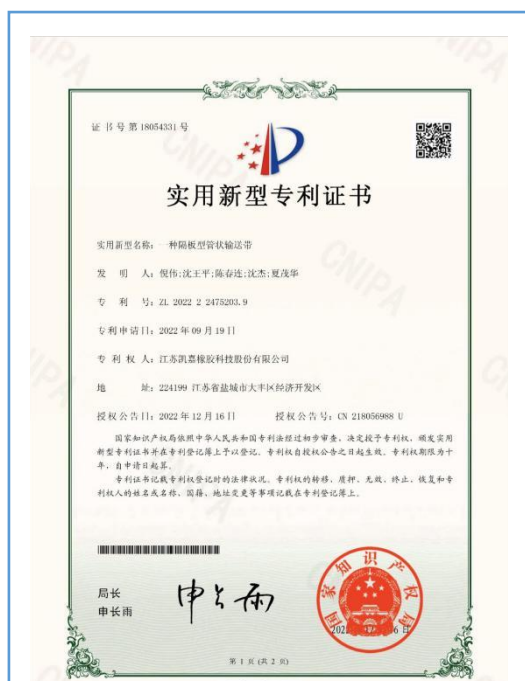 证书号第18054331号
实用新型专利证书
实用新型名称：一种隔板型管状输送带
发 明 人：倪伟;沈王平;陈春连;沈杰;夏茂华
专 利 号：ZL 2022 2 2475203.9
专利申请日：2022年09月19日
专 利 权 人：江苏凯嘉橡胶科技股份有限公司
地 址：224199 江苏省盐城市大丰区经济开发区
授权公告日：2022年12月16日 授权公告号：CN 218056988 U
国家知识产权局依照中华人民共和国专利法经过初步审查，决定授予专利权，颁发实用
新型专利证书并在专利登记簿上予以登记。专利权自授权公告之日起生效。专利权期限为十
年，自申请日起算。
专利证书记载专利权登记时的法律状况。专利权的转移、质押、无效、终止、恢复和专
利权人的姓名或名称、国籍、地址变更等事项记载在专利登记簿上。
局长
申长雨
申长雨
国家知识产权局
第 1 页 (共 2 页)
CNIPA